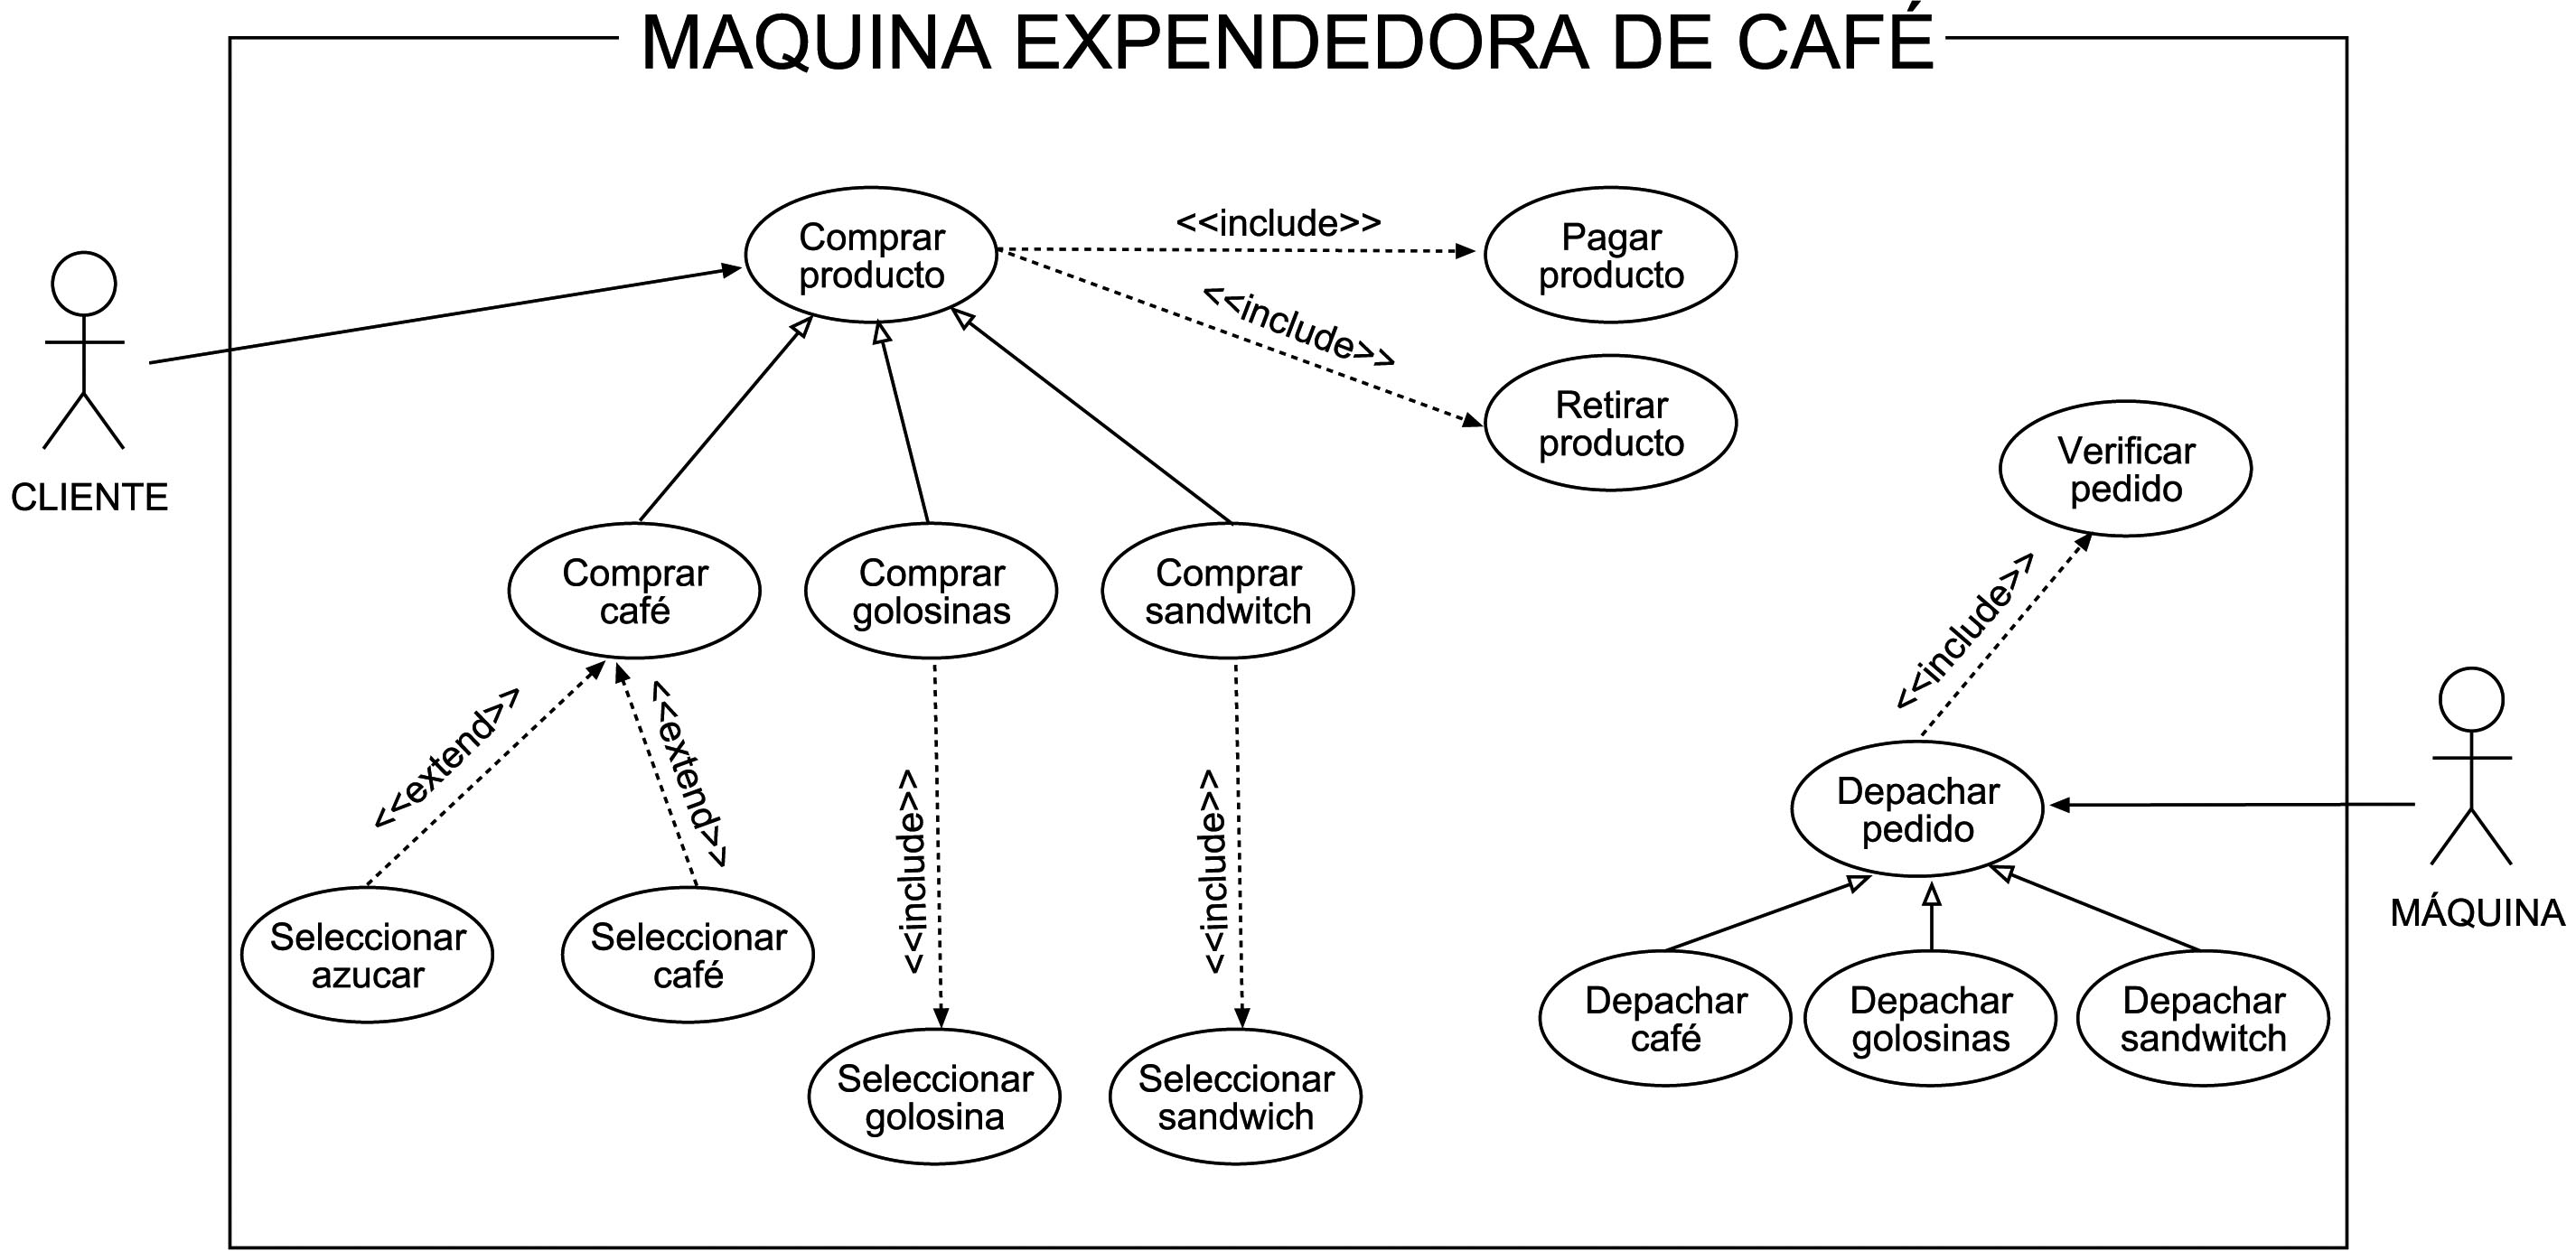 MAQUINA EXPENDEDORA DE CAFÉ
Comprar
producto
<<include>>
Pagar
producto
<<include>>
Retirar
producto
CLIENTE
Verificar
pedido
Comprar
café
Comprar
golosinas
Comprar
sandwitch
<<include>>
<<extend>>
<<extend>>
<<include>>
<<include>>
Depachar
pedido
MÁQUINA
Seleccionar
azucar
Seleccionar
café
Depachar
café
Depachar
golosinas
Depachar
sandwitch
Seleccionar
golosina
Seleccionar
sandwich